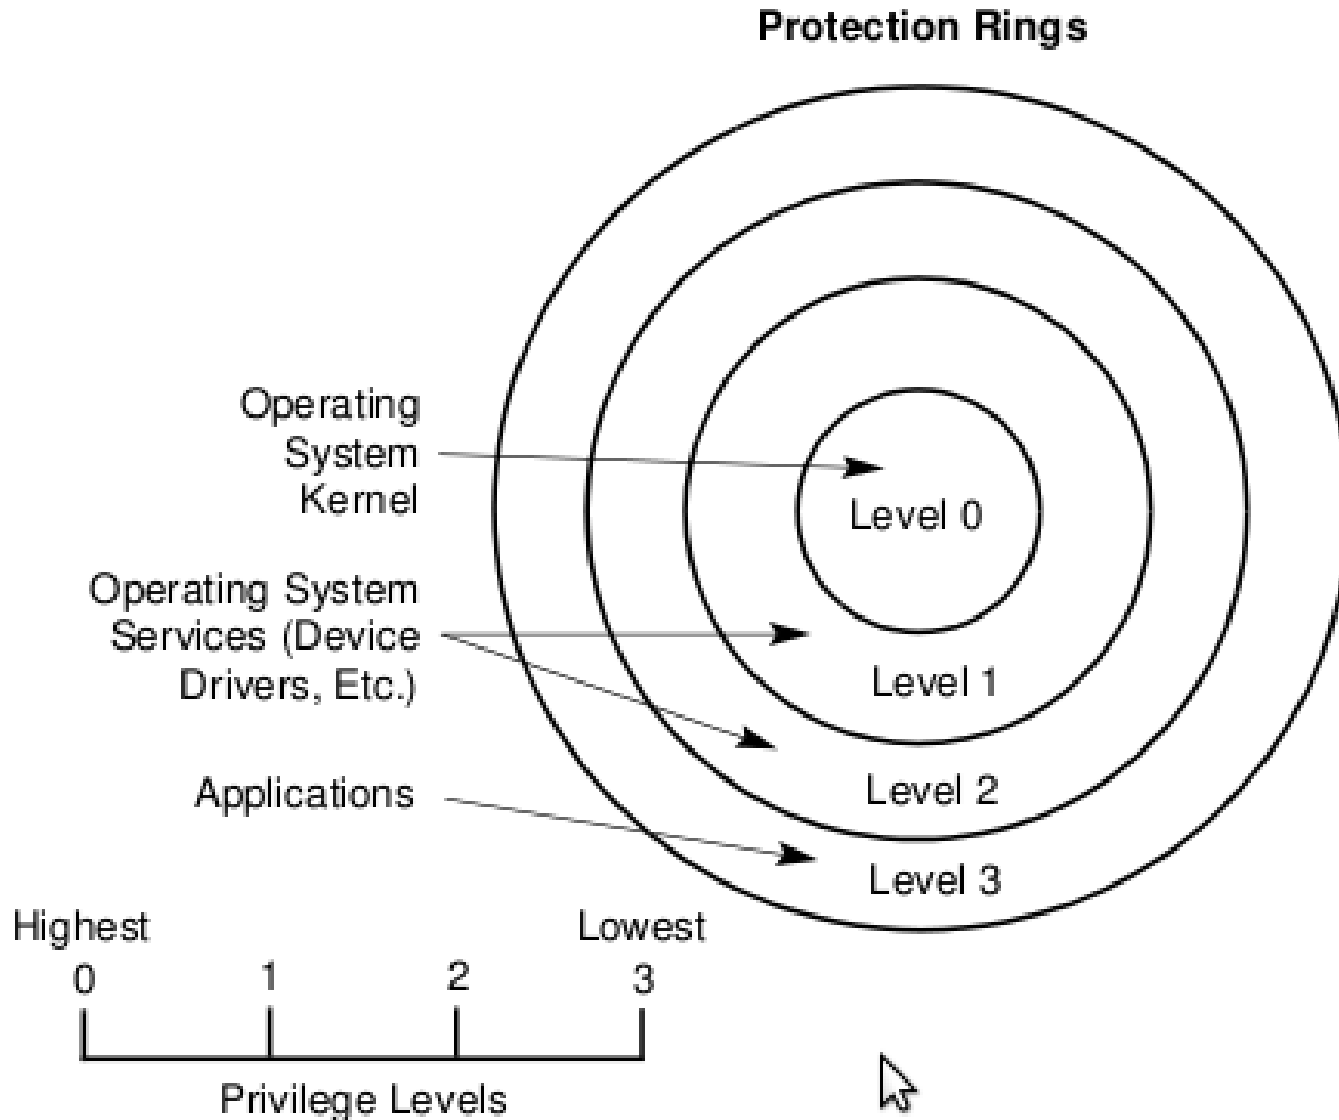 Protection Rings
Operating
System
Kernel
Level 0
Operating System
Services (Device
Drivers, Etc.)
Level 1
Level 2
Applications
Level 3
Highest
Lowest
0
1
2
3
Privilege Levels